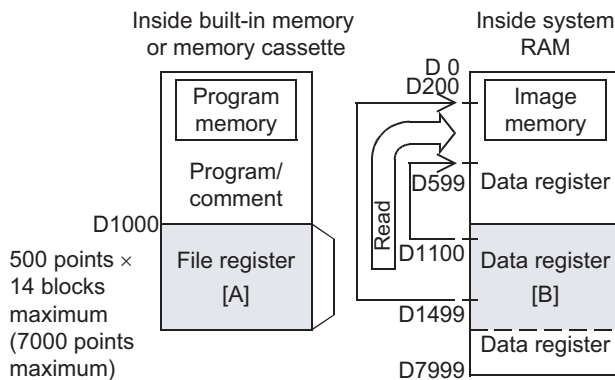 Inside built-in memory
or memory cassette
Program
memory
Program/
comment
D1000
File register
[A]
500 points ×
14 blocks
maximum
(7000 points
maximum)
Inside system
RAM
D 0
D200
Image
memory
D599
Data register
Read
D1100
Data register
[B]
D1499
Data register
D7999